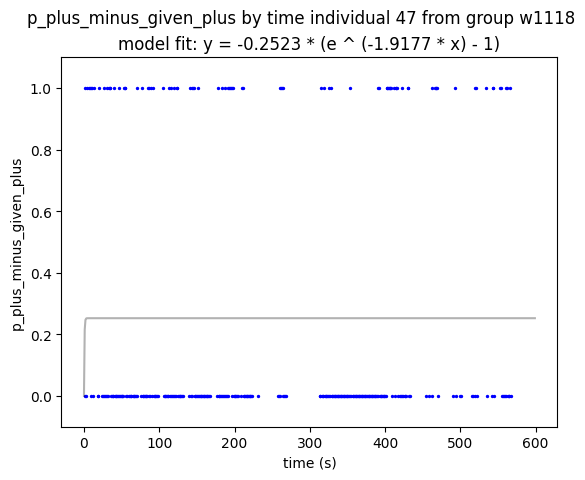 p_plus_minus_given_plus by time individual 47 from group w1118
model fit: y = -0.2523 * (e ^ (-1.9177 * x) - 1)
1.0
0.8
0.6
0.4
0.2
0.0
p_plus_minus_given_plus
0 100 200 300 400 500 600
time (s)